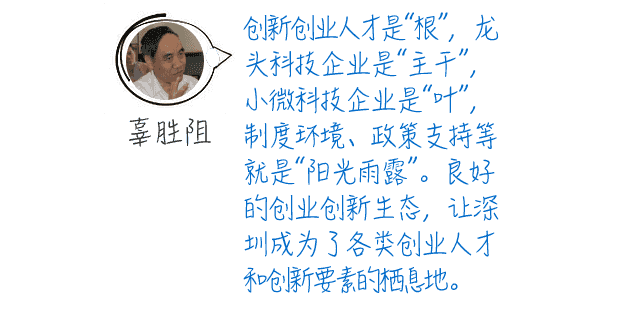 创新创业人才是“根”，龙
头科技企业是“主干”，
小微科技企业是“叶”，
制度环境、政策支持等
就是“阳光雨露”。良好
的创业创新生态，让深
圳成为了各类创业人才
和创新要素的栖息地。
辜胜阻